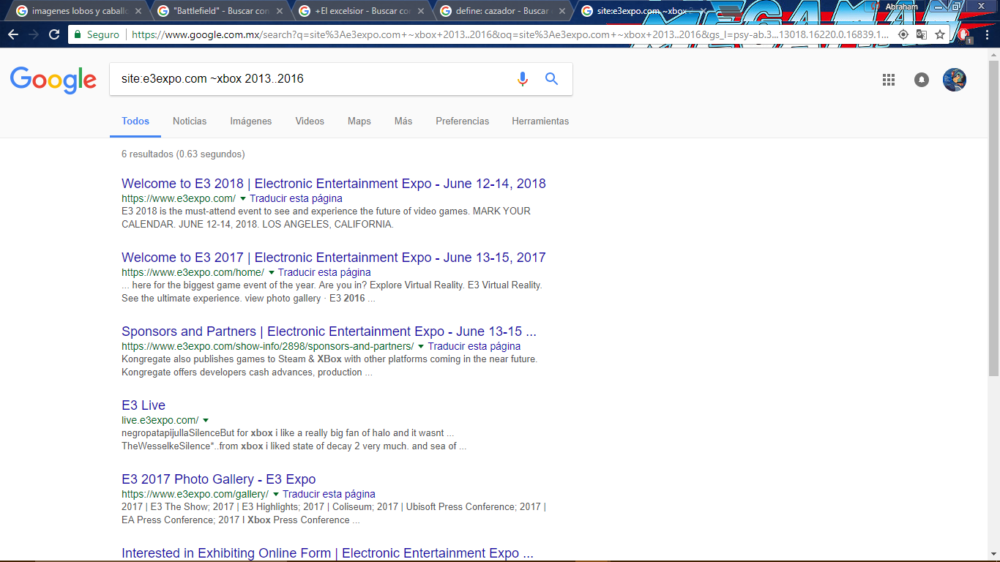 imagenes lobos y caballo
"Battlefield" - Buscar con
+El excelsior - Buscar con
define: cazador - Buscar
site:e3expo.com ~xbox 2
Abraham
MEGAMAN
Seguro
https://www.google.com.mx/search?q=site%3Ae3expo.com+~xbox+2013..2016&oq=site%3Ae3expo.com+~xbox+2013..2016&gs_l=psy-ab.3...13018.16220.0.16839.1...
1
Google
site:e3expo.com ~xbox 2013..2016
Todos Noticias Imágenes Videos Maps Más Preferencias Herramientas
6 resultados (0.63 segundos)
Welcome to E3 2018 | Electronic Entertainment Expo - June 12-14, 2018
https://www.e3expo.com/ Traducir esta página
E3 2018 is the must-attend event to see and experience the future of video games. MARK YOUR
CALENDAR. JUNE 12-14, 2018. LOS ANGELES, CALIFORNIA.
Welcome to E3 2017 | Electronic Entertainment Expo - June 13-15, 2017
https://www.e3expo.com/home/ Traducir esta página
... here for the biggest game event of the year. Are you in? Explore Virtual Reality. E3 Virtual Reality.
See the ultimate experience. view photo gallery · E3 2016 ...
Sponsors and Partners | Electronic Entertainment Expo - June 13-15 ...
https://www.e3expo.com/show-info/2898/sponsors-and-partners/ Traducir esta página
Kongregate also publishes games to Steam & XBox with other platforms coming in the near future.
Kongregate offers developers cash advances, production ...
E3 Live
live.e3expo.com/
negropatapijullaSilenceBut for xbox i like a really big fan of halo and it wasnt ...
TheWesselkeSilence*..from xbox i liked state of decay 2 very much. and sea of ...
E3 2017 Photo Gallery - E3 Expo
https://www.e3expo.com/gallery/ Traducir esta página
2017 | E3 The Show; 2017 | E3 Highlights; 2017 | Coliseum; 2017 | Ubisoft Press Conference; 2017 |
EA Press Conference; 2017 I Xbox Press Conference ...
Interested in Exhibiting Online Form | Electronic Entertainment Expo ...